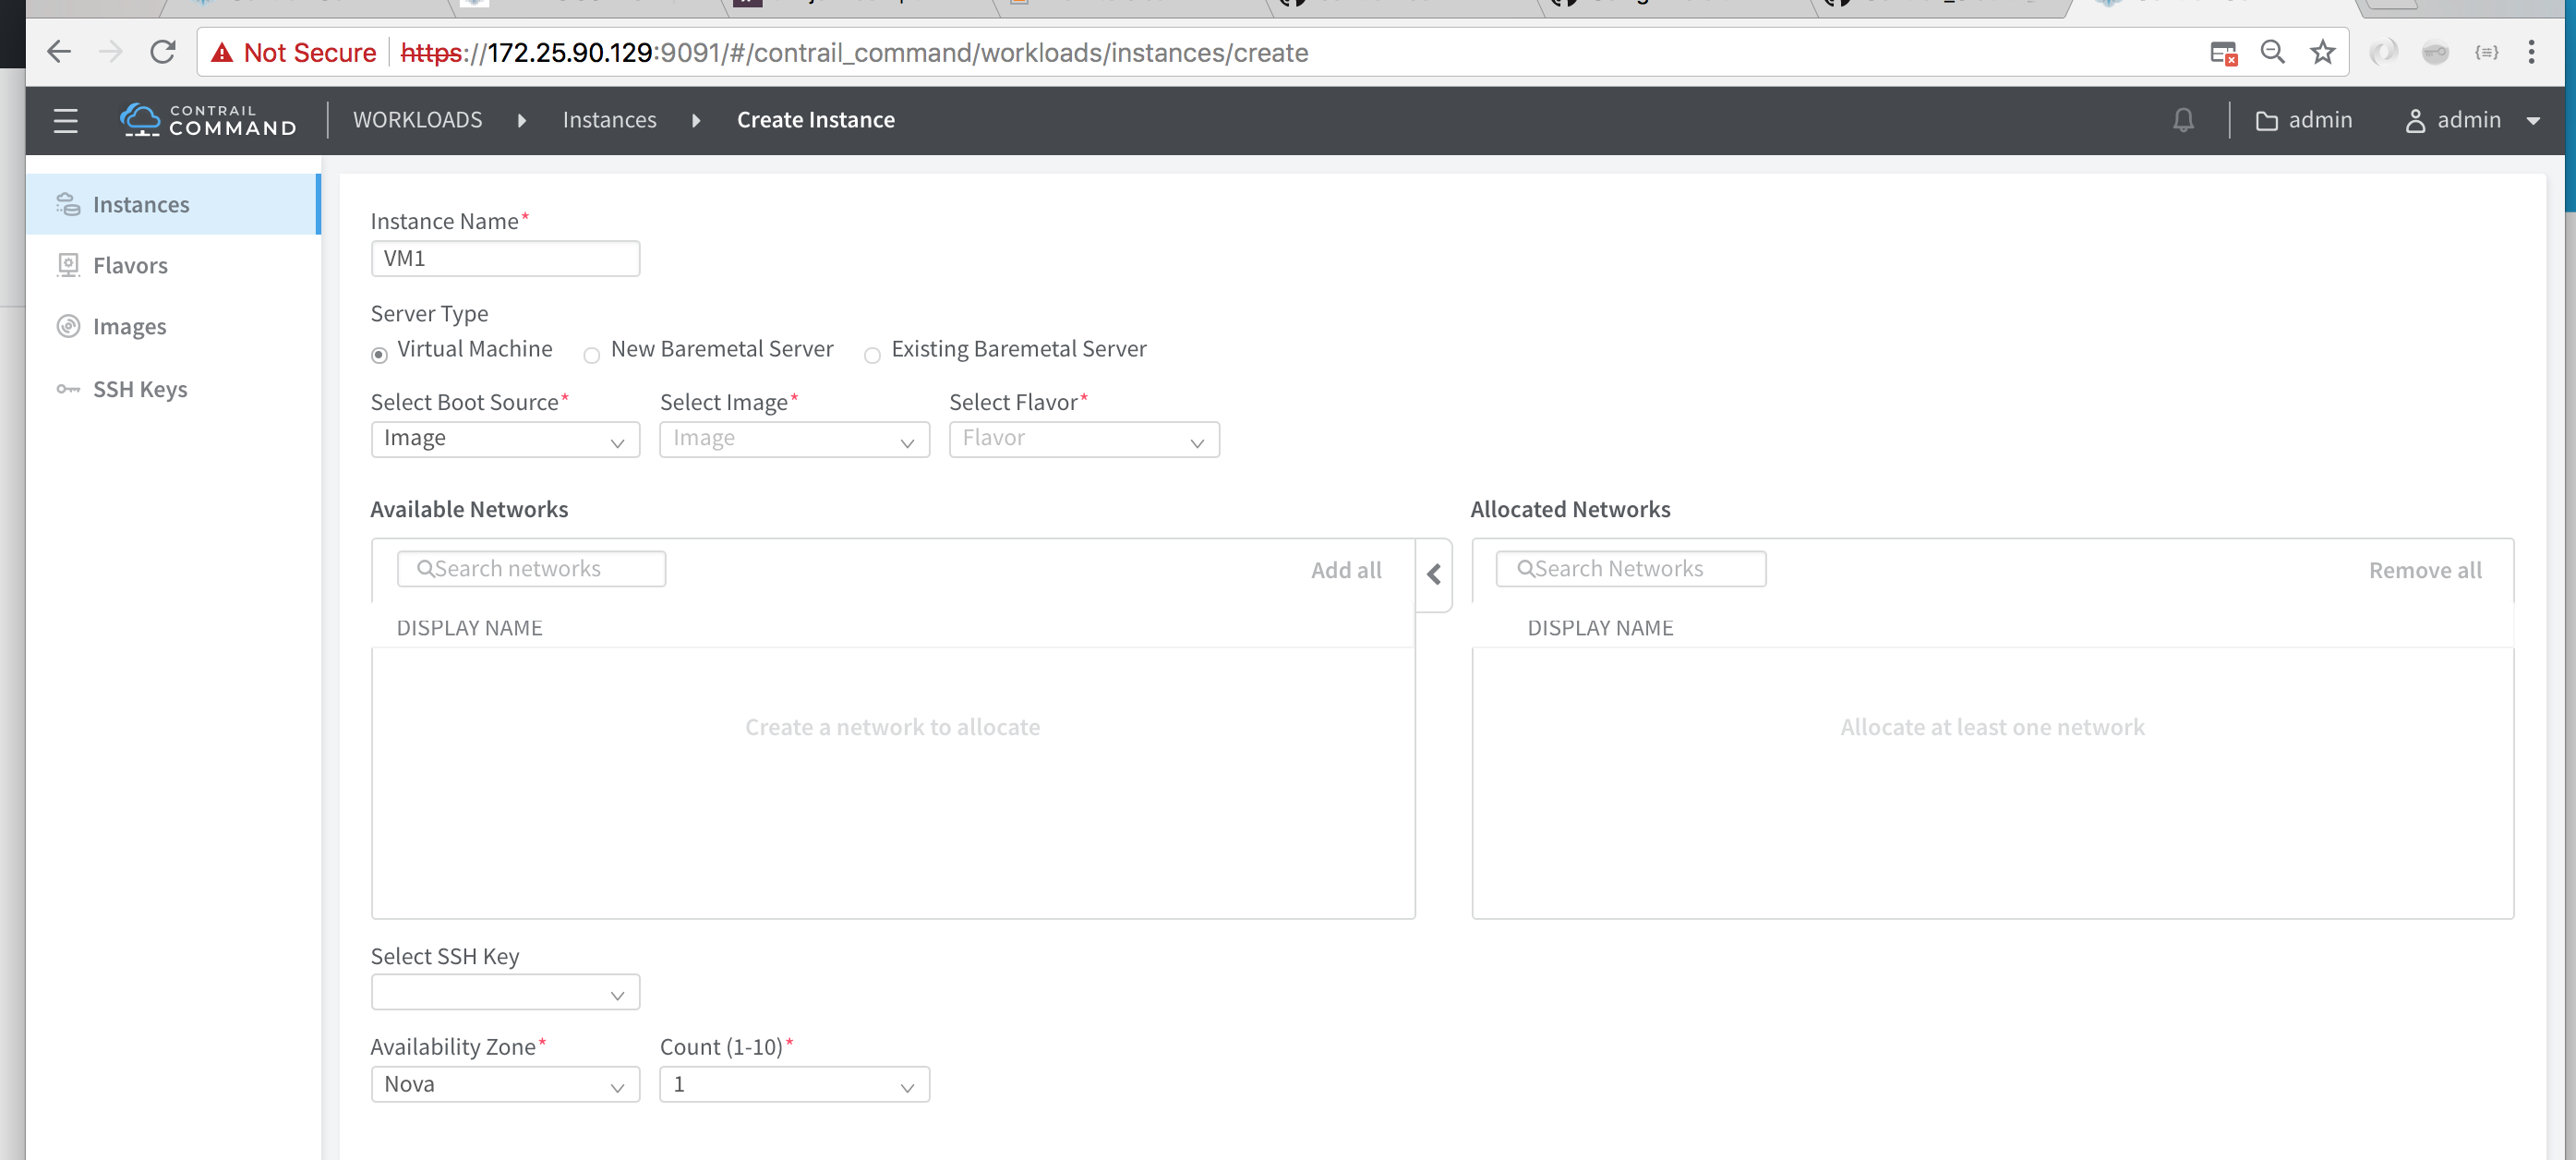 Not Secure https://172.25.90.129:9091/#/contrail_command/workloads/instances/create
CONTRAIL COMMAND WORKLOADS Instances Create Instance admin admin
Instances
Flavors
Images
SSH Keys
Instance Name*
VM1
Server Type
Virtual Machine New Baremetal Server Existing Baremetal Server
Select Boot Source* Select Image* Select Flavor*
Image Image Flavor
Available Networks Allocated Networks
Search networks Add all Search Networks Remove all
DISPLAY NAME DISPLAY NAME
Create a network to allocate Allocate at least one network
Select SSH Key
Availability Zone* Count (1-10)*
Nova 1